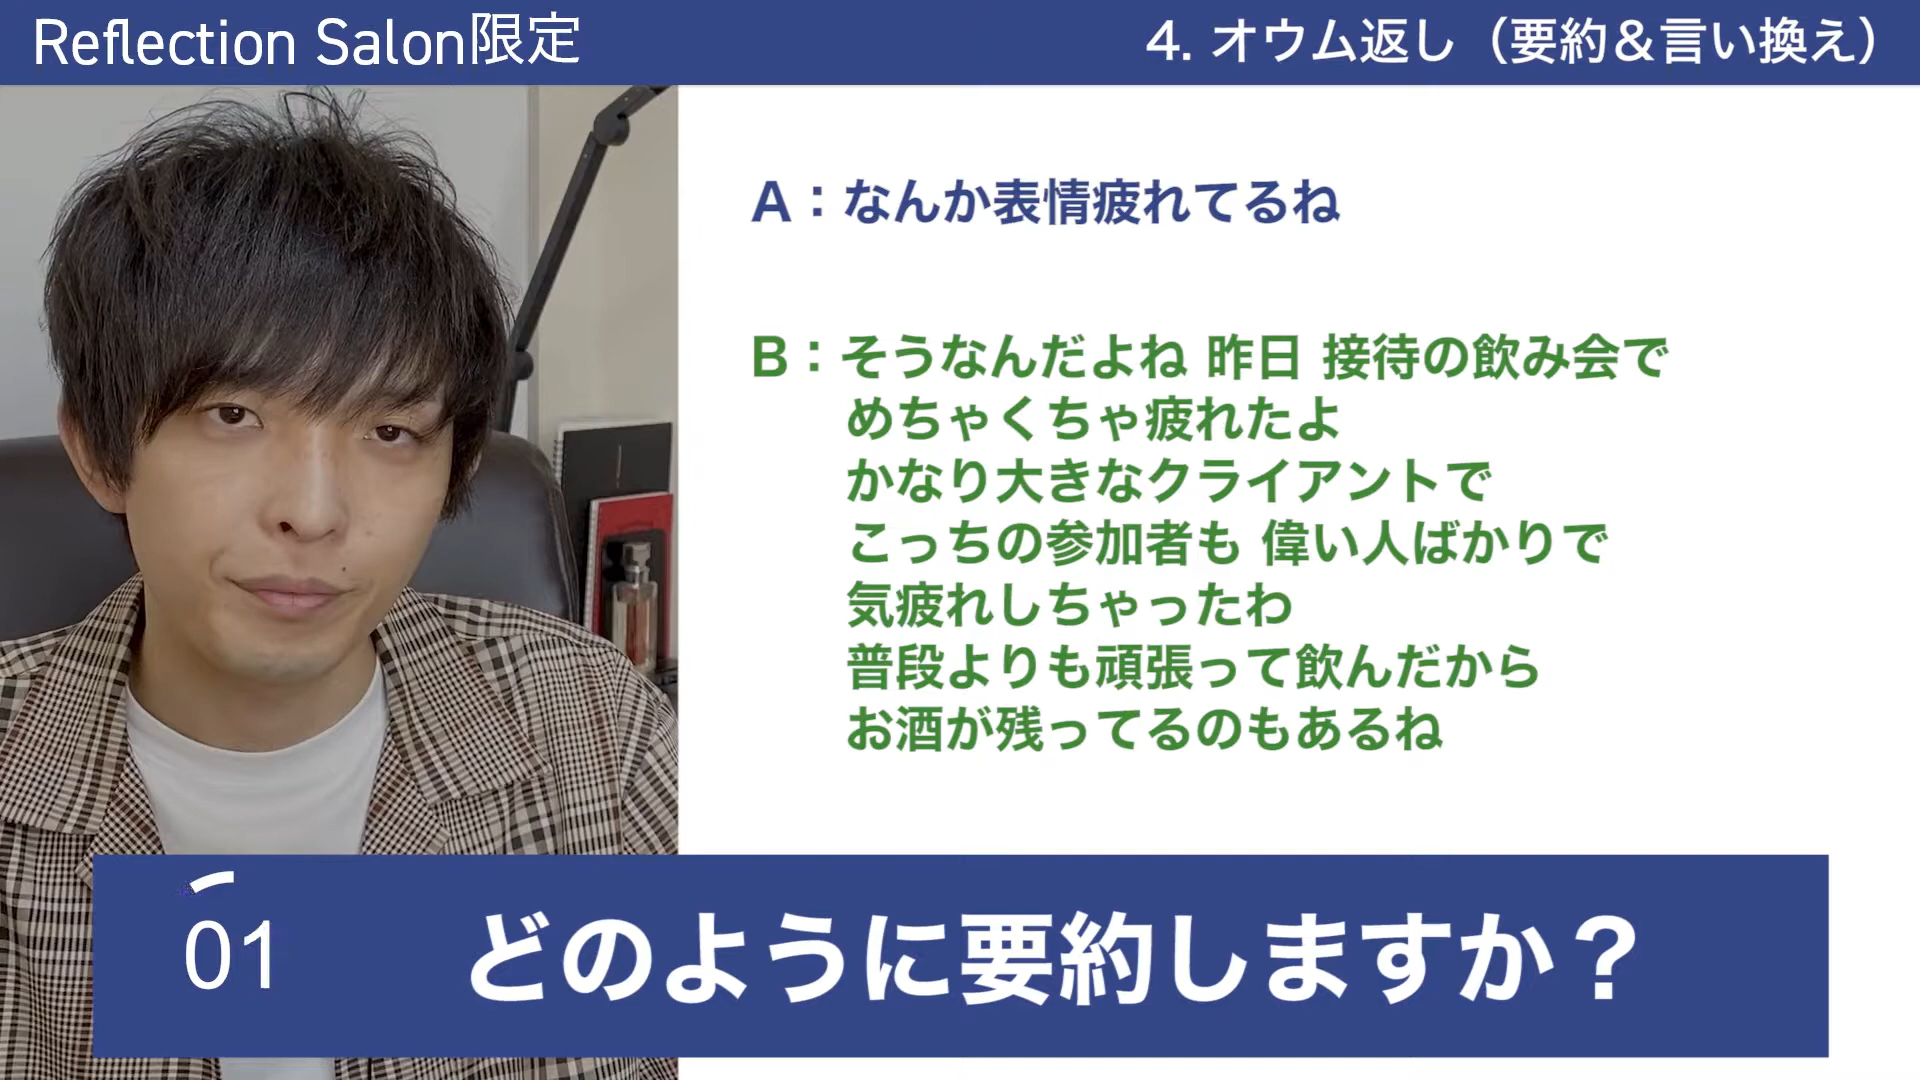 Reflection Salon限定
4. オウム返し（要約＆言い換え）
A：なんか表情疲れてるね
B：そうなんだよね 昨日 接待の飲み会で
めちゃくちゃ疲れたよ
かなり大きなクライアントで
こっちの参加者も 偉い人ばかりで
気疲れしちゃったわ
普段よりも頑張って飲んだから
お酒が残ってるのもあるね
01
どのように要約しますか？